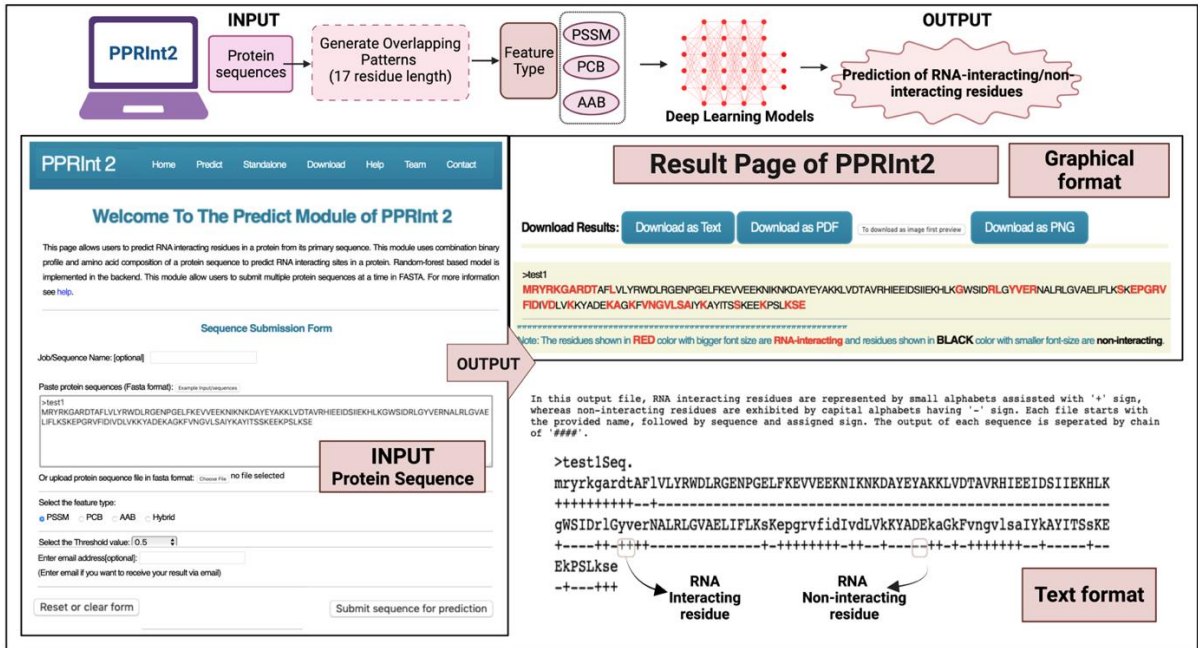 INPUT
OUTPUT
PPRInt2
Protein
sequences
Generate Overlapping
Patterns
(17 residue length)
Feature
Type
PSSM
PCB
AAB
Deep Learning Models
Prediction of RNA-interacting/non-
interacting residues
PPRInt 2
Home Predict Standalone Download Help Team Contact
Welcome To The Predict Module of PPRInt 2
This page allows users to predict RNA interacting residues in a protein from its primary sequence. This module uses combination binary
profile and amino acid composition of a protein sequence to predict RNA interacting sites in a protein. Random-forest based model is
implemented in the backend. This module allow users to submit multiple protein sequences at a time in FASTA. For more information
see help.
Sequence Submission Form
Job/Sequence Name: [optional]
Paste protein sequences (Fasta format): Example input/sequences
>test1
MRYRKGARDTAFLVLYRWDLRGENPGELFKEVVEEKNIKNKDAYEYAKKLVDTAVRHIEEIDSIIEKHLKGWSIDRLGYVERNALRLGVAE
LIFLKSKEPGRVFIDIVDLVKKYADEKAGKFVNGVLSAIYKAYITSSKEEKPSLKSE
INPUT
Protein Sequence
Or upload protein sequence file in fasta format: Choose File no file selected
Select the feature type:
PSSM PCB AAB Hybrid
Select the Threshold value: 0.5
Enter email address[optional]:
(Enter email if you want to receive your result via email)
Reset or clear form Submit sequence for prediction
OUTPUT
Result Page of PPRInt2
Graphical
format
Download Results: Download as Text Download as PDF To download as image first preview Download as PNG
>test1
MRYRKGARDTAFLVLYRWDLRGENPGELFKEVVEEKNIKNKDAYEYAKKLVDTAVRHIEEIDSIIEKHLKGWSIDRLGYVERNALRLGVAELIFLKSKEPGRV
FIDIVDLVKKYADEKAGKFVNGVLSAIYKAYITSSKEEKPSLKSE
Note: The residues shown in RED color with bigger font size are RNA-interacting and residues shown in BLACK color with smaller font-size are non-interacting.
In this output file, RNA interacting residues are represented by small alphabets assissted with '+' sign,
whereas non-interacting residues are exhibited by capital alphabets having '-' sign. Each file starts with
the provided name, followed by sequence and assigned sign. The output of each sequence is seperated by chain
of '####'.
>test1Seq.
mryrkgardtAFlVLYRWDLRGENPGELFKEVVEEKNIKNKDAYEYAKKLVDTAVRHIEEIDSIIEKHLK
++++++++++--+---------------------------------------------------------
gWSIDrlGyverNALRLGVAELIFLKsKepgrvfidIvdLVkKYADEkaGkFvngvlsaIYkAYITSsKE
+----++-++++--------------+-++++++++-++--+-----++-+-+++++++--+-----+--
EkPSLkse
-+---+++
RNA
Interacting
residue
RNA
Non-interacting
residue
Text format